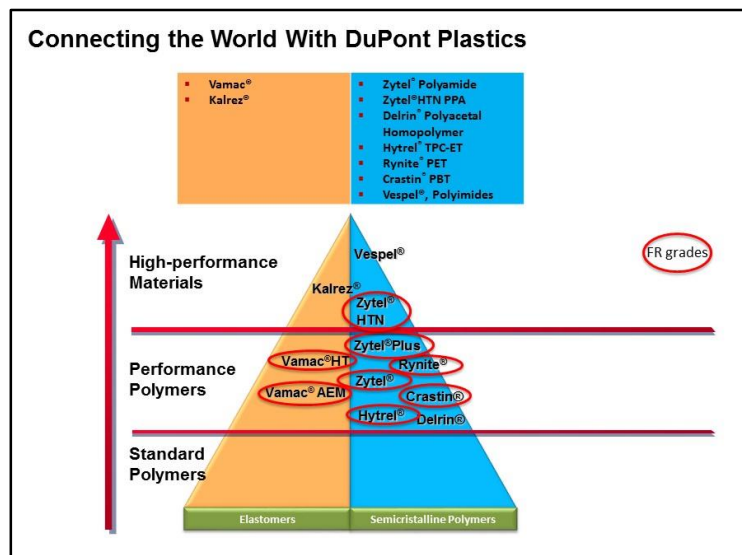 Connecting the World With DuPont Plastics
▪ Vamac®
▪ Kalrez®
▪ Zytel® Polyamide
▪ Zytel®HTN PPA
▪ Delrin® Polyacetal
Homopolymer
▪ Hytrel® TPC-ET
▪ Rynite® PET
▪ Crastin® PBT
▪ Vespel®, Polyimides
High-performance
Materials
Vespel®
Kalrez®
Zytel®
HTN
FR grades
Performance
Polymers
Zytel®Plus
Vamac®HT
Rynite®
Zytel®
Vamac® AEM
Crastin®
Hytrel®
Delrin®
Standard
Polymers
Elastomers
Semicristalline Polymers